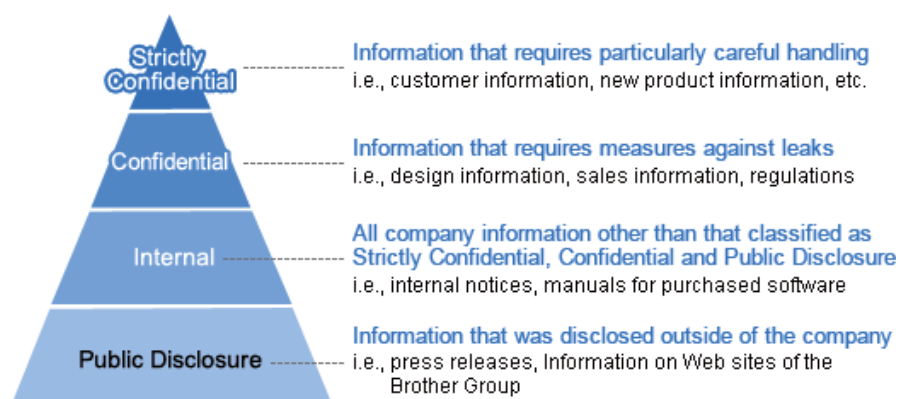 Strictly
Confidential
Information that requires particularly careful handling
i.e., customer information, new product information, etc.
Confidential
Information that requires measures against leaks
i.e., design information, sales information, regulations
Internal
All company information other than that classified as
Strictly Confidential, Confidential and Public Disclosure
i.e., internal notices, manuals for purchased software
Public Disclosure
Information that was disclosed outside of the company
i.e., press releases, Information on Web sites of the
Brother Group